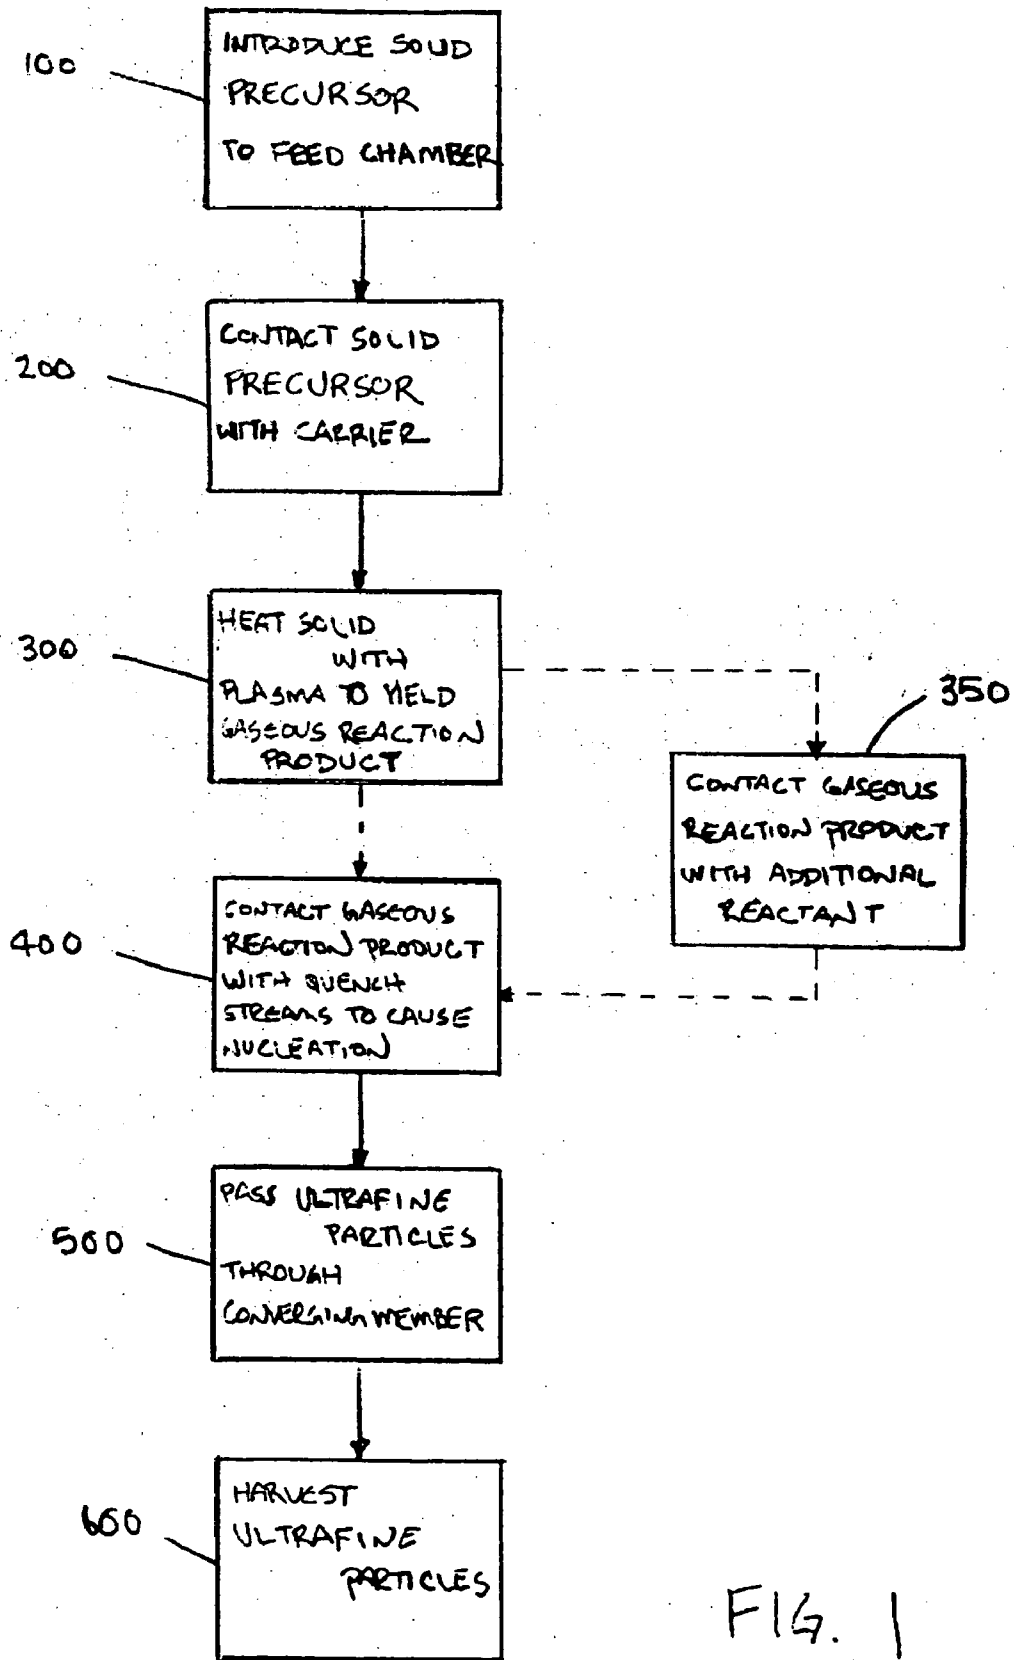 100
INTRODUCE SOLID
PRECURSOR
TO FEED CHAMBER
200
CONTACT SOLID
PRECURSOR
WITH CARRIER
300
HEAT SOLID
WITH
PLASMA TO YIELD
GASEOUS REACTION
PRODUCT
350
CONTACT GASEOUS
REACTION PRODUCT
WITH ADDITIONAL
REACTANT
400
CONTACT GASEOUS
REACTION PRODUCT
WITH QUENCH
STREAMS TO CAUSE
NUCLEATION
500
PASS ULTRAFINE
PARTICLES
THROUGH
CONVERGING MEMBER
600
HARVEST
ULTRAFINE
PARTICLES
FIG. 1